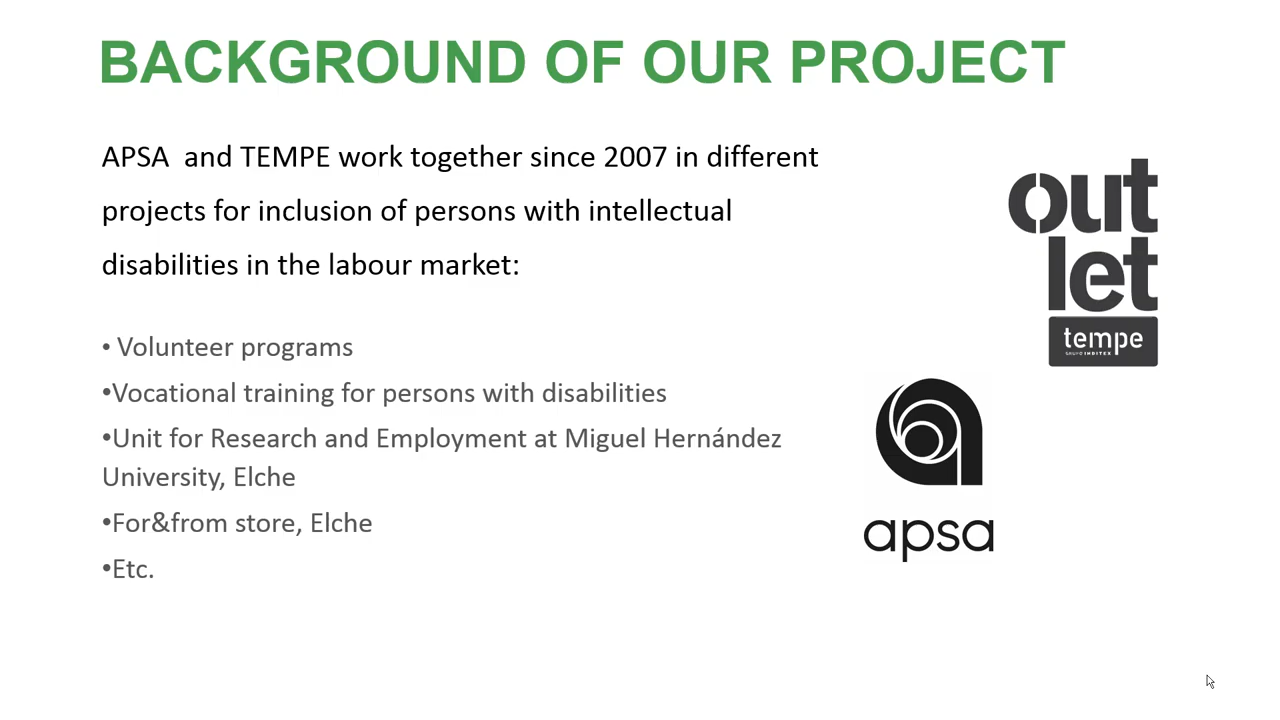 BACKGROUND OF OUR PROJECT
APSA  and TEMPE work together since 2007 in different
projects for inclusion of persons with intellectual
disabilities in the labour market:
• Volunteer programs
•Vocational training for persons with disabilities
•Unit for Research and Employment at Miguel Hernández
University, Elche
•For&from store, Elche
•Etc.
out
let
tempe
GRUPO INDITEX
apsa